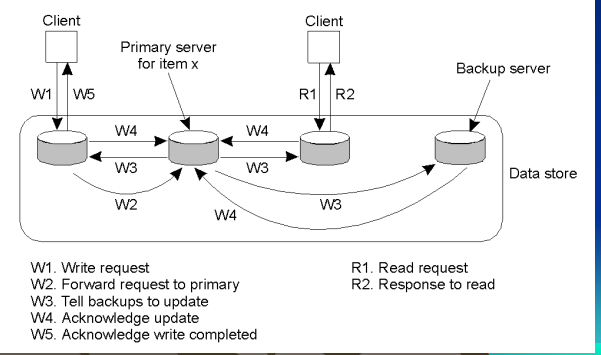 Client
Client
Primary server
for item x
Backup server
W1
W5
R1
R2
W4
W4
W3
W3
Data store
W2
W3
W4
W1. Write request
W2. Forward request to primary
W3. Tell backups to update
W4. Acknowledge update
W5. Acknowledge write completed
R1. Read request
R2. Response to read